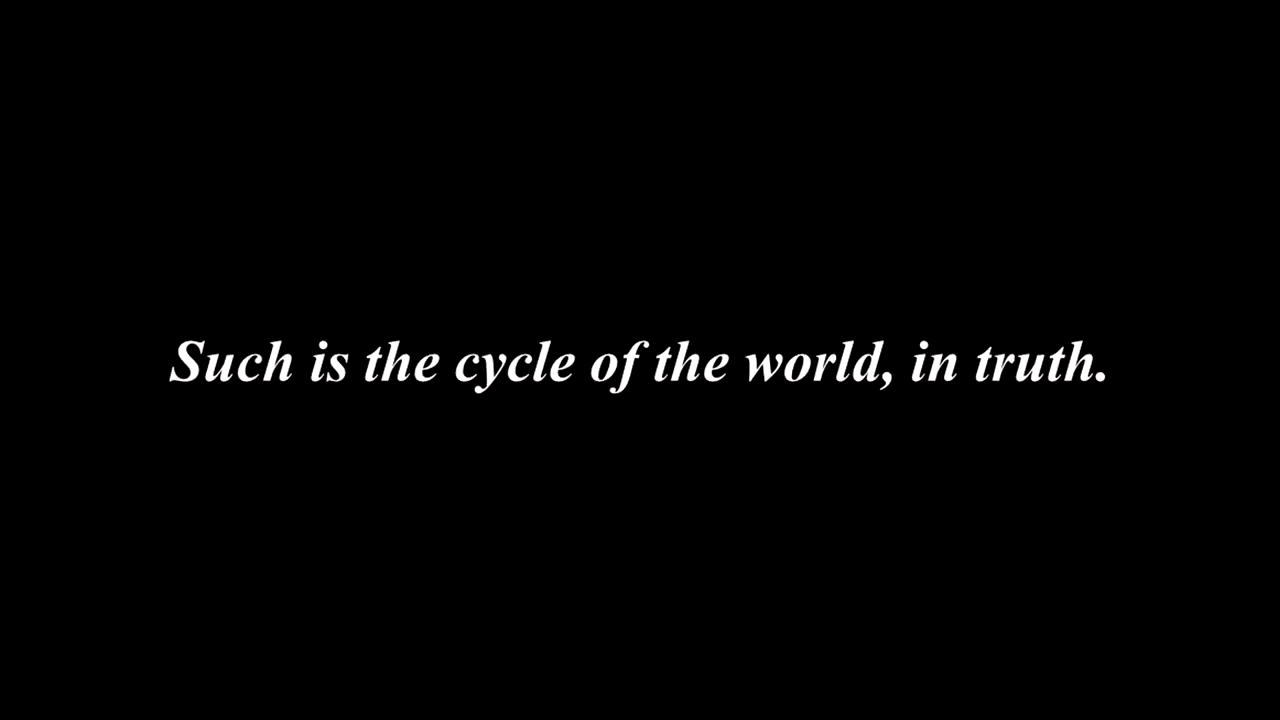 Such is the cycle of the world, in truth.